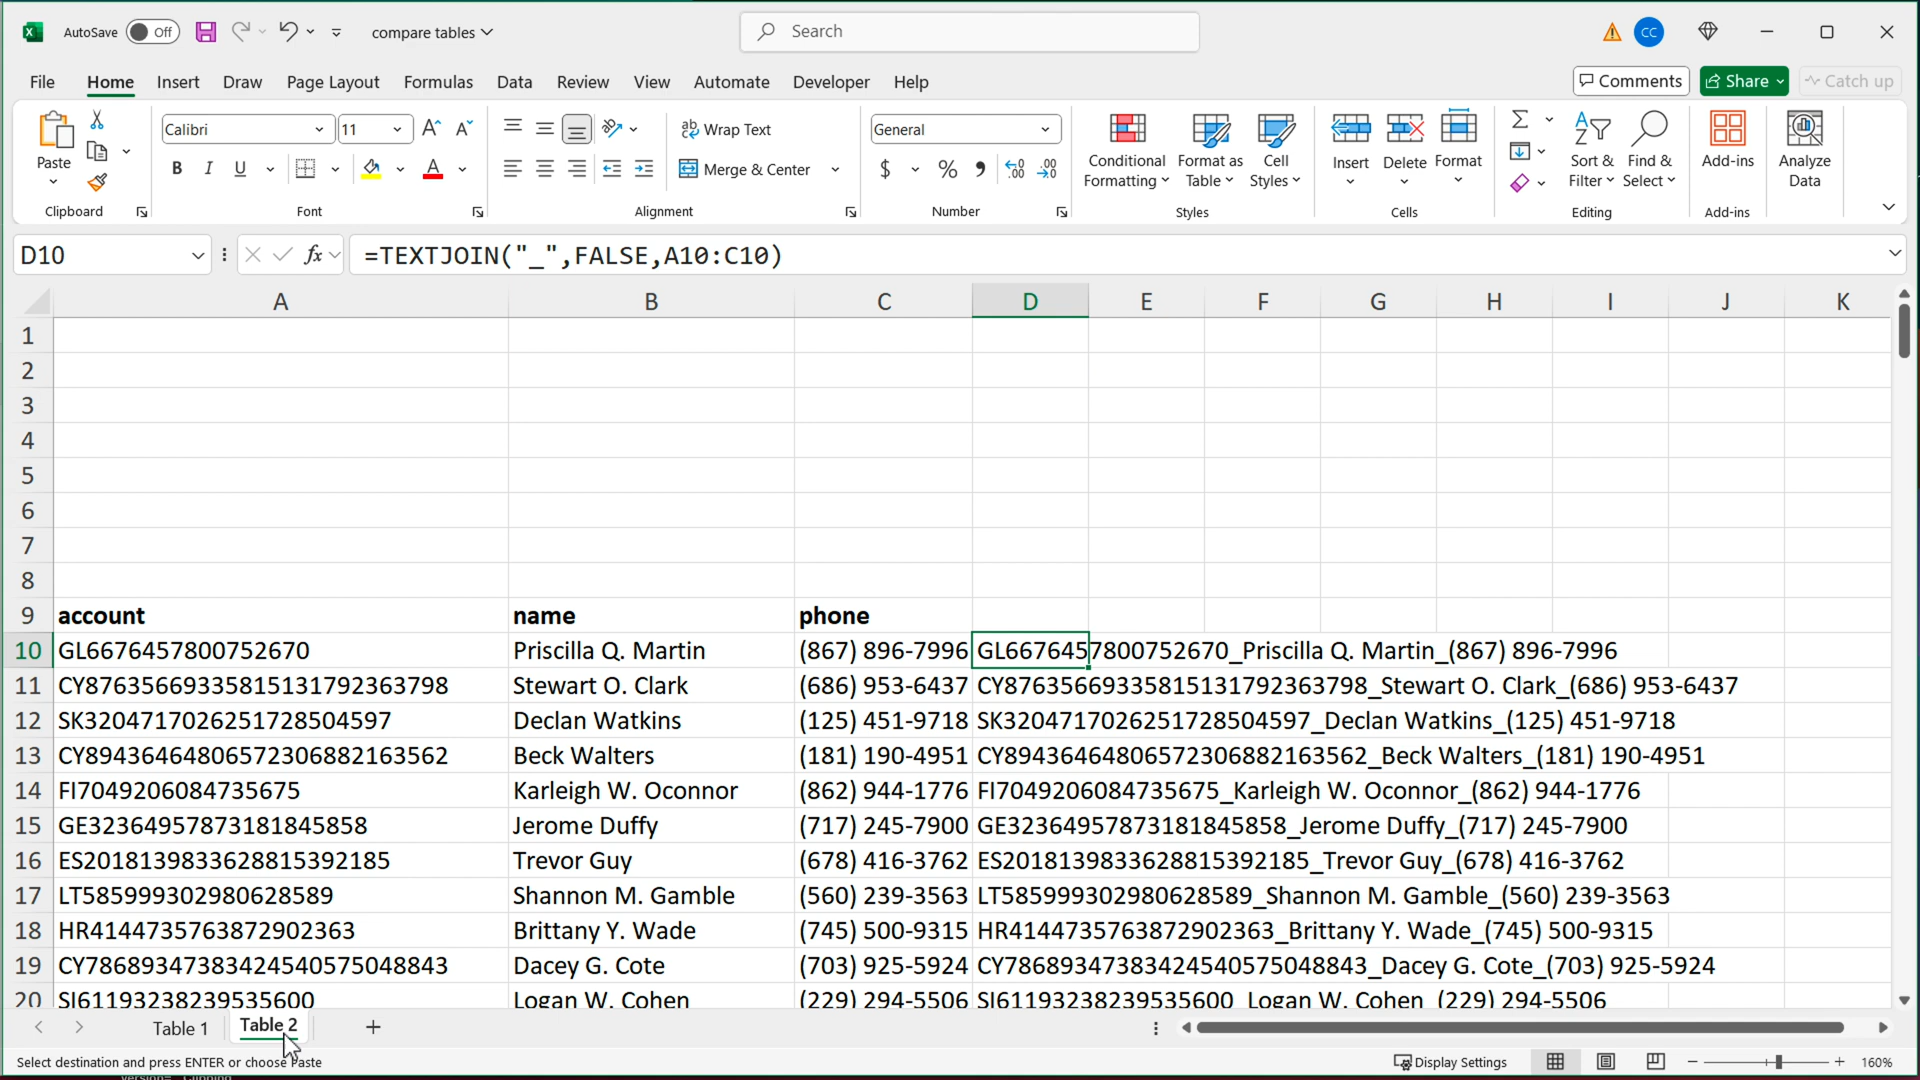 AutoSave Off compare tables Search CC
File Home Insert Draw Page Layout Formulas Data Review View Automate Developer Help Comments Share Catch up
Paste Calibri 11 Wrap Text General Conditional Formatting Format as Table Cell Styles Insert Delete Format Sort & Filter Find & Select Add-ins Analyze Data
B I U A Merge & Center $ %
Clipboard Font Alignment Number Styles Cells Editing Add-ins
D10 fx =TEXTJOIN("_",FALSE,A10:C10)
A B C D E F G H I J K
1
2
3
4
5
6
7
8
9 account name phone
10 GL6676457800752670 Priscilla Q. Martin (867) 896-7996 GL6676457800752670_Priscilla Q. Martin_(867) 896-7996
11 CY87635669335815131792363798 Stewart O. Clark (686) 953-6437 CY87635669335815131792363798_Stewart O. Clark_(686) 953-6437
12 SK3204717026251728504597 Declan Watkins (125) 451-9718 SK3204717026251728504597_Declan Watkins_(125) 451-9718
13 CY89436464806572306882163562 Beck Walters (181) 190-4951 CY89436464806572306882163562_Beck Walters_(181) 190-4951
14 FI7049206084735675 Karleigh W. Oconnor (862) 944-1776 FI7049206084735675_Karleigh W. Oconnor_(862) 944-1776
15 GE32364957873181845858 Jerome Duffy (717) 245-7900 GE32364957873181845858_Jerome Duffy_(717) 245-7900
16 ES2018139833628815392185 Trevor Guy (678) 416-3762 ES2018139833628815392185_Trevor Guy_(678) 416-3762
17 LT585999302980628589 Shannon M. Gamble (560) 239-3563 LT585999302980628589_Shannon M. Gamble_(560) 239-3563
18 HR4144735763872902363 Brittany Y. Wade (745) 500-9315 HR4144735763872902363_Brittany Y. Wade_(745) 500-9315
19 CY78689347383424540575048843 Dacey G. Cote (703) 925-5924 CY78689347383424540575048843_Dacey G. Cote_(703) 925-5924
20 SI61193238239535600 Logan W. Cohen (229) 294-5506 SI61193238239535600_Logan W. Cohen_(229) 294-5506
Table 1 Table 2
Select destination and press ENTER or choose Paste Display Settings 160%